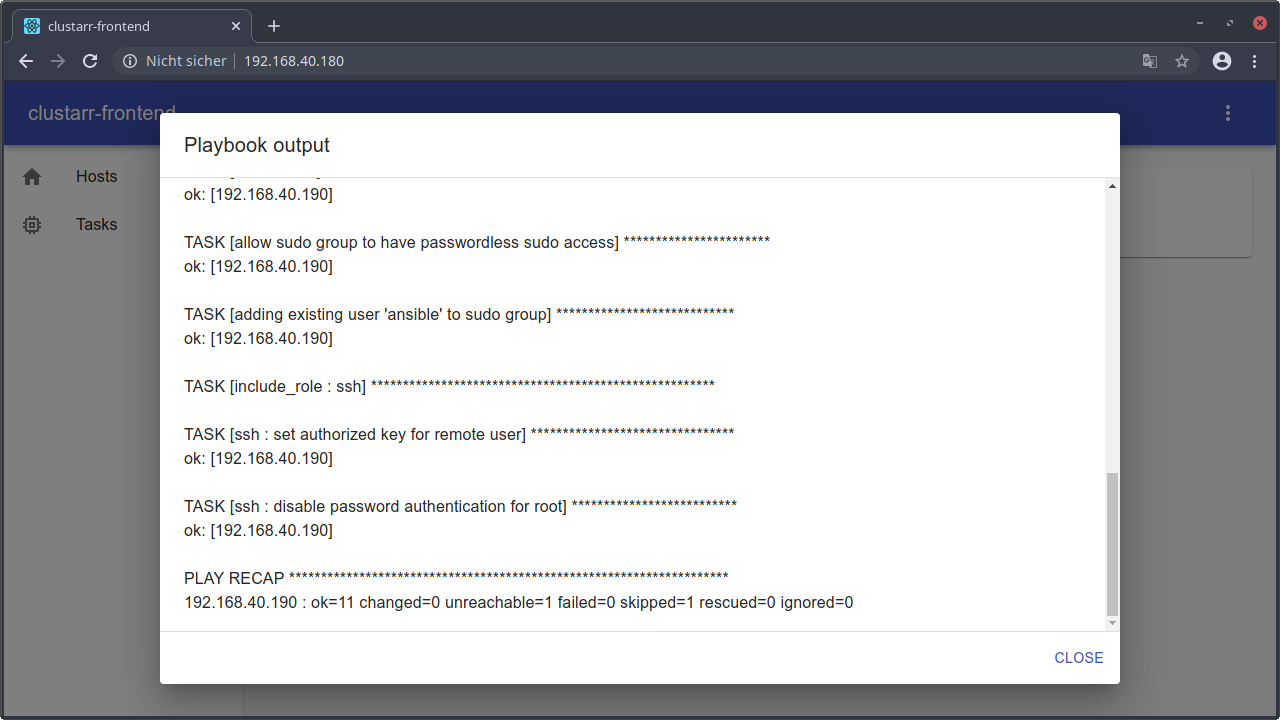 clustarr-frontend
Nicht sicher
192.168.40.180
clustarr-frontend
Hosts
Tasks
Playbook output
ok: [192.168.40.190]
TASK [allow sudo group to have passwordless sudo access] ***********************
ok: [192.168.40.190]
TASK [adding existing user 'ansible' to sudo group] ****************************
ok: [192.168.40.190]
TASK [include_role : ssh] ******************************************************
TASK [ssh : set authorized key for remote user] ********************************
ok: [192.168.40.190]
TASK [ssh : disable password authentication for root] **************************
ok: [192.168.40.190]
PLAY RECAP *********************************************************************
192.168.40.190 : ok=11 changed=0 unreachable=1 failed=0 skipped=1 rescued=0 ignored=0
CLOSE